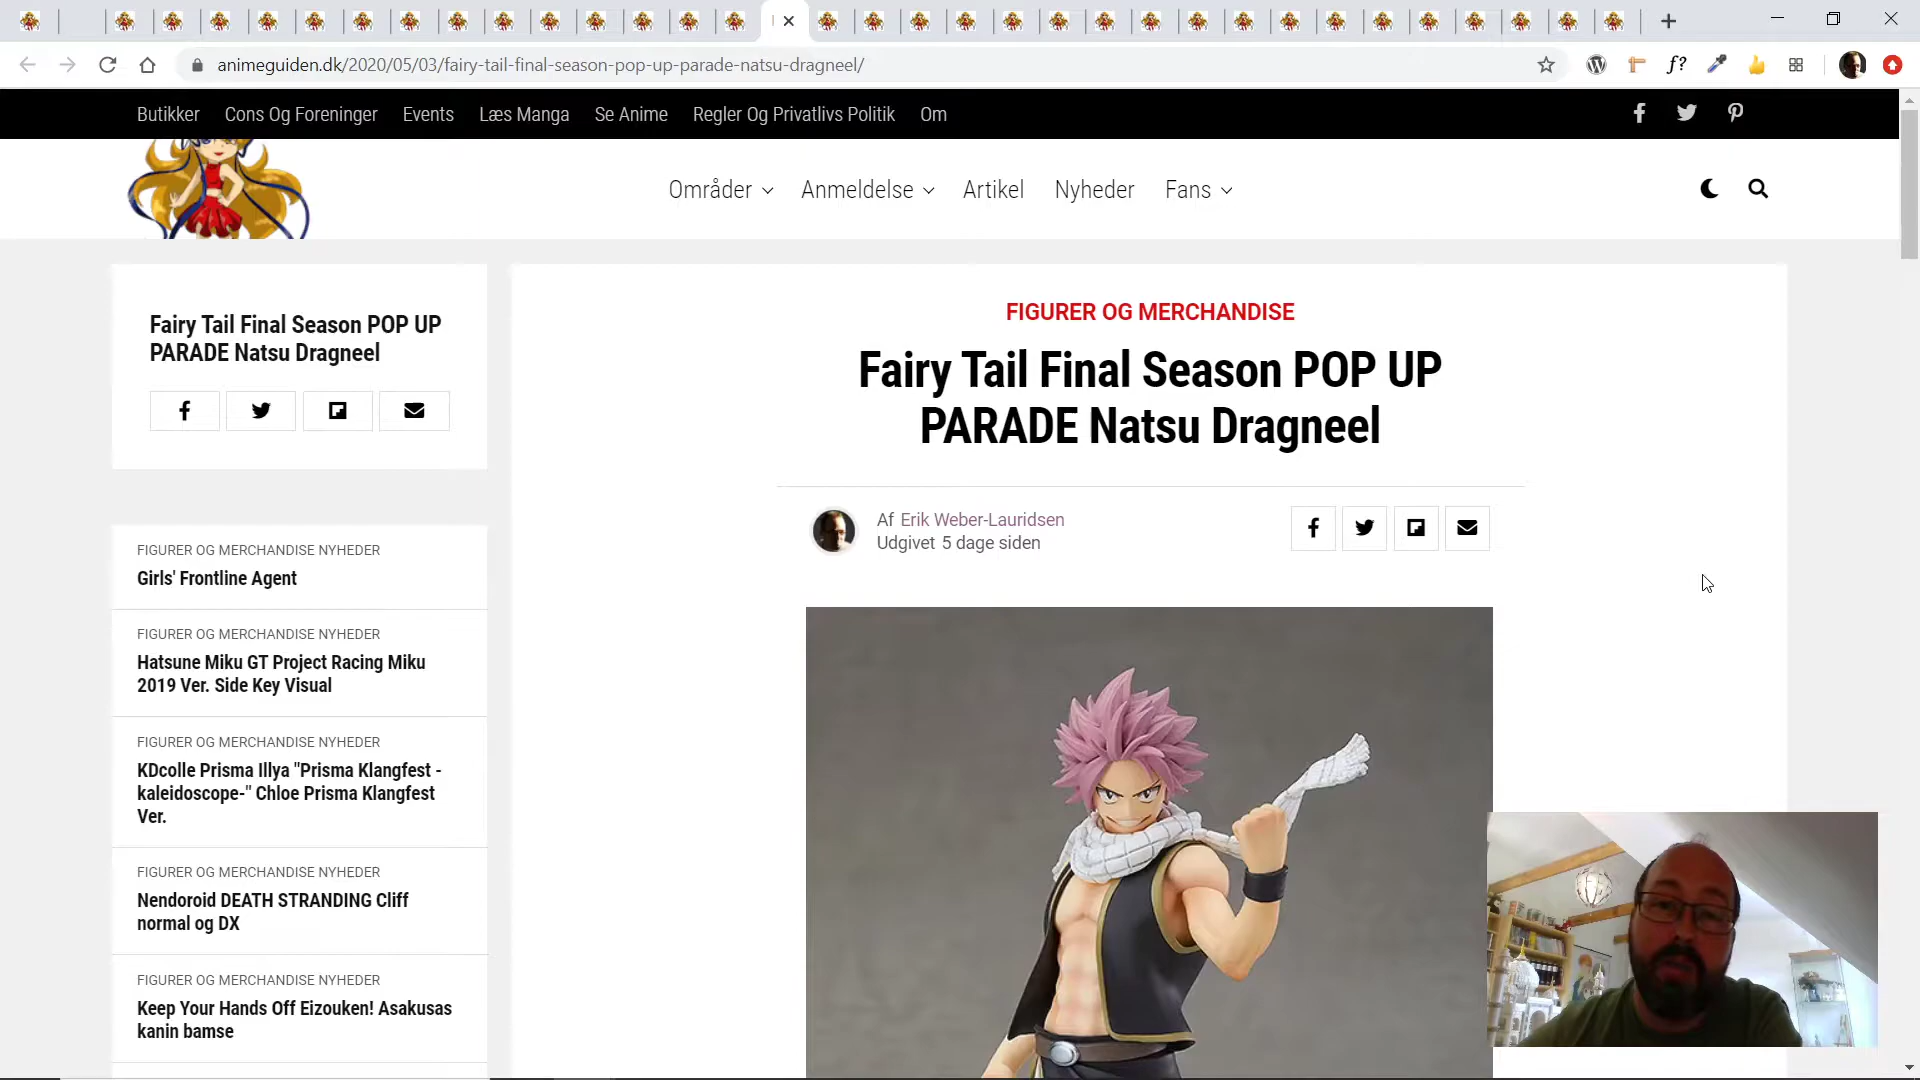 animeguiden.dk/2020/05/03/fairy-tail-final-season-pop-up-parade-natsu-dragneel/
f?
Butikker Cons Og Foreninger Events Læs Manga Se Anime Regler Og Privatlivs Politik Om
Områder Anmeldelse Artikel Nyheder Fans
Fairy Tail Final Season POP UP
PARADE Natsu Dragneel
FIGURER OG MERCHANDISE NYHEDER
Girls' Frontline Agent
FIGURER OG MERCHANDISE NYHEDER
Hatsune Miku GT Project Racing Miku
2019 Ver. Side Key Visual
FIGURER OG MERCHANDISE NYHEDER
KDcolle Prisma Illya "Prisma Klangfest -
kaleidoscope-" Chloe Prisma Klangfest
Ver.
FIGURER OG MERCHANDISE NYHEDER
Nendoroid DEATH STRANDING Cliff
normal og DX
FIGURER OG MERCHANDISE NYHEDER
Keep Your Hands Off Eizouken! Asakusas
kanin bamse
FIGURER OG MERCHANDISE
Fairy Tail Final Season POP UP
PARADE Natsu Dragneel
Af Erik Weber-Lauridsen
Udgivet 5 dage siden